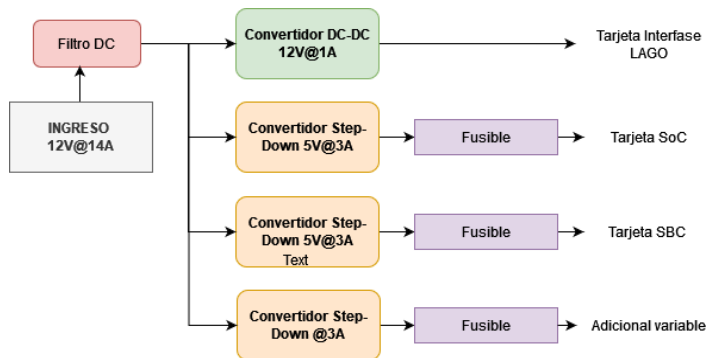 Filtro DC
Convertidor DC-DC
12V@1A
Tarjeta Interfase
LAGO
INGRESO
12V@14A
Convertidor Step-
Down 5V@3A
Fusible
Tarjeta SoC
Convertidor Step-
Down 5V@3A
Text
Fusible
Tarjeta SBC
Convertidor Step-
Down @3A
Fusible
Adicional variable